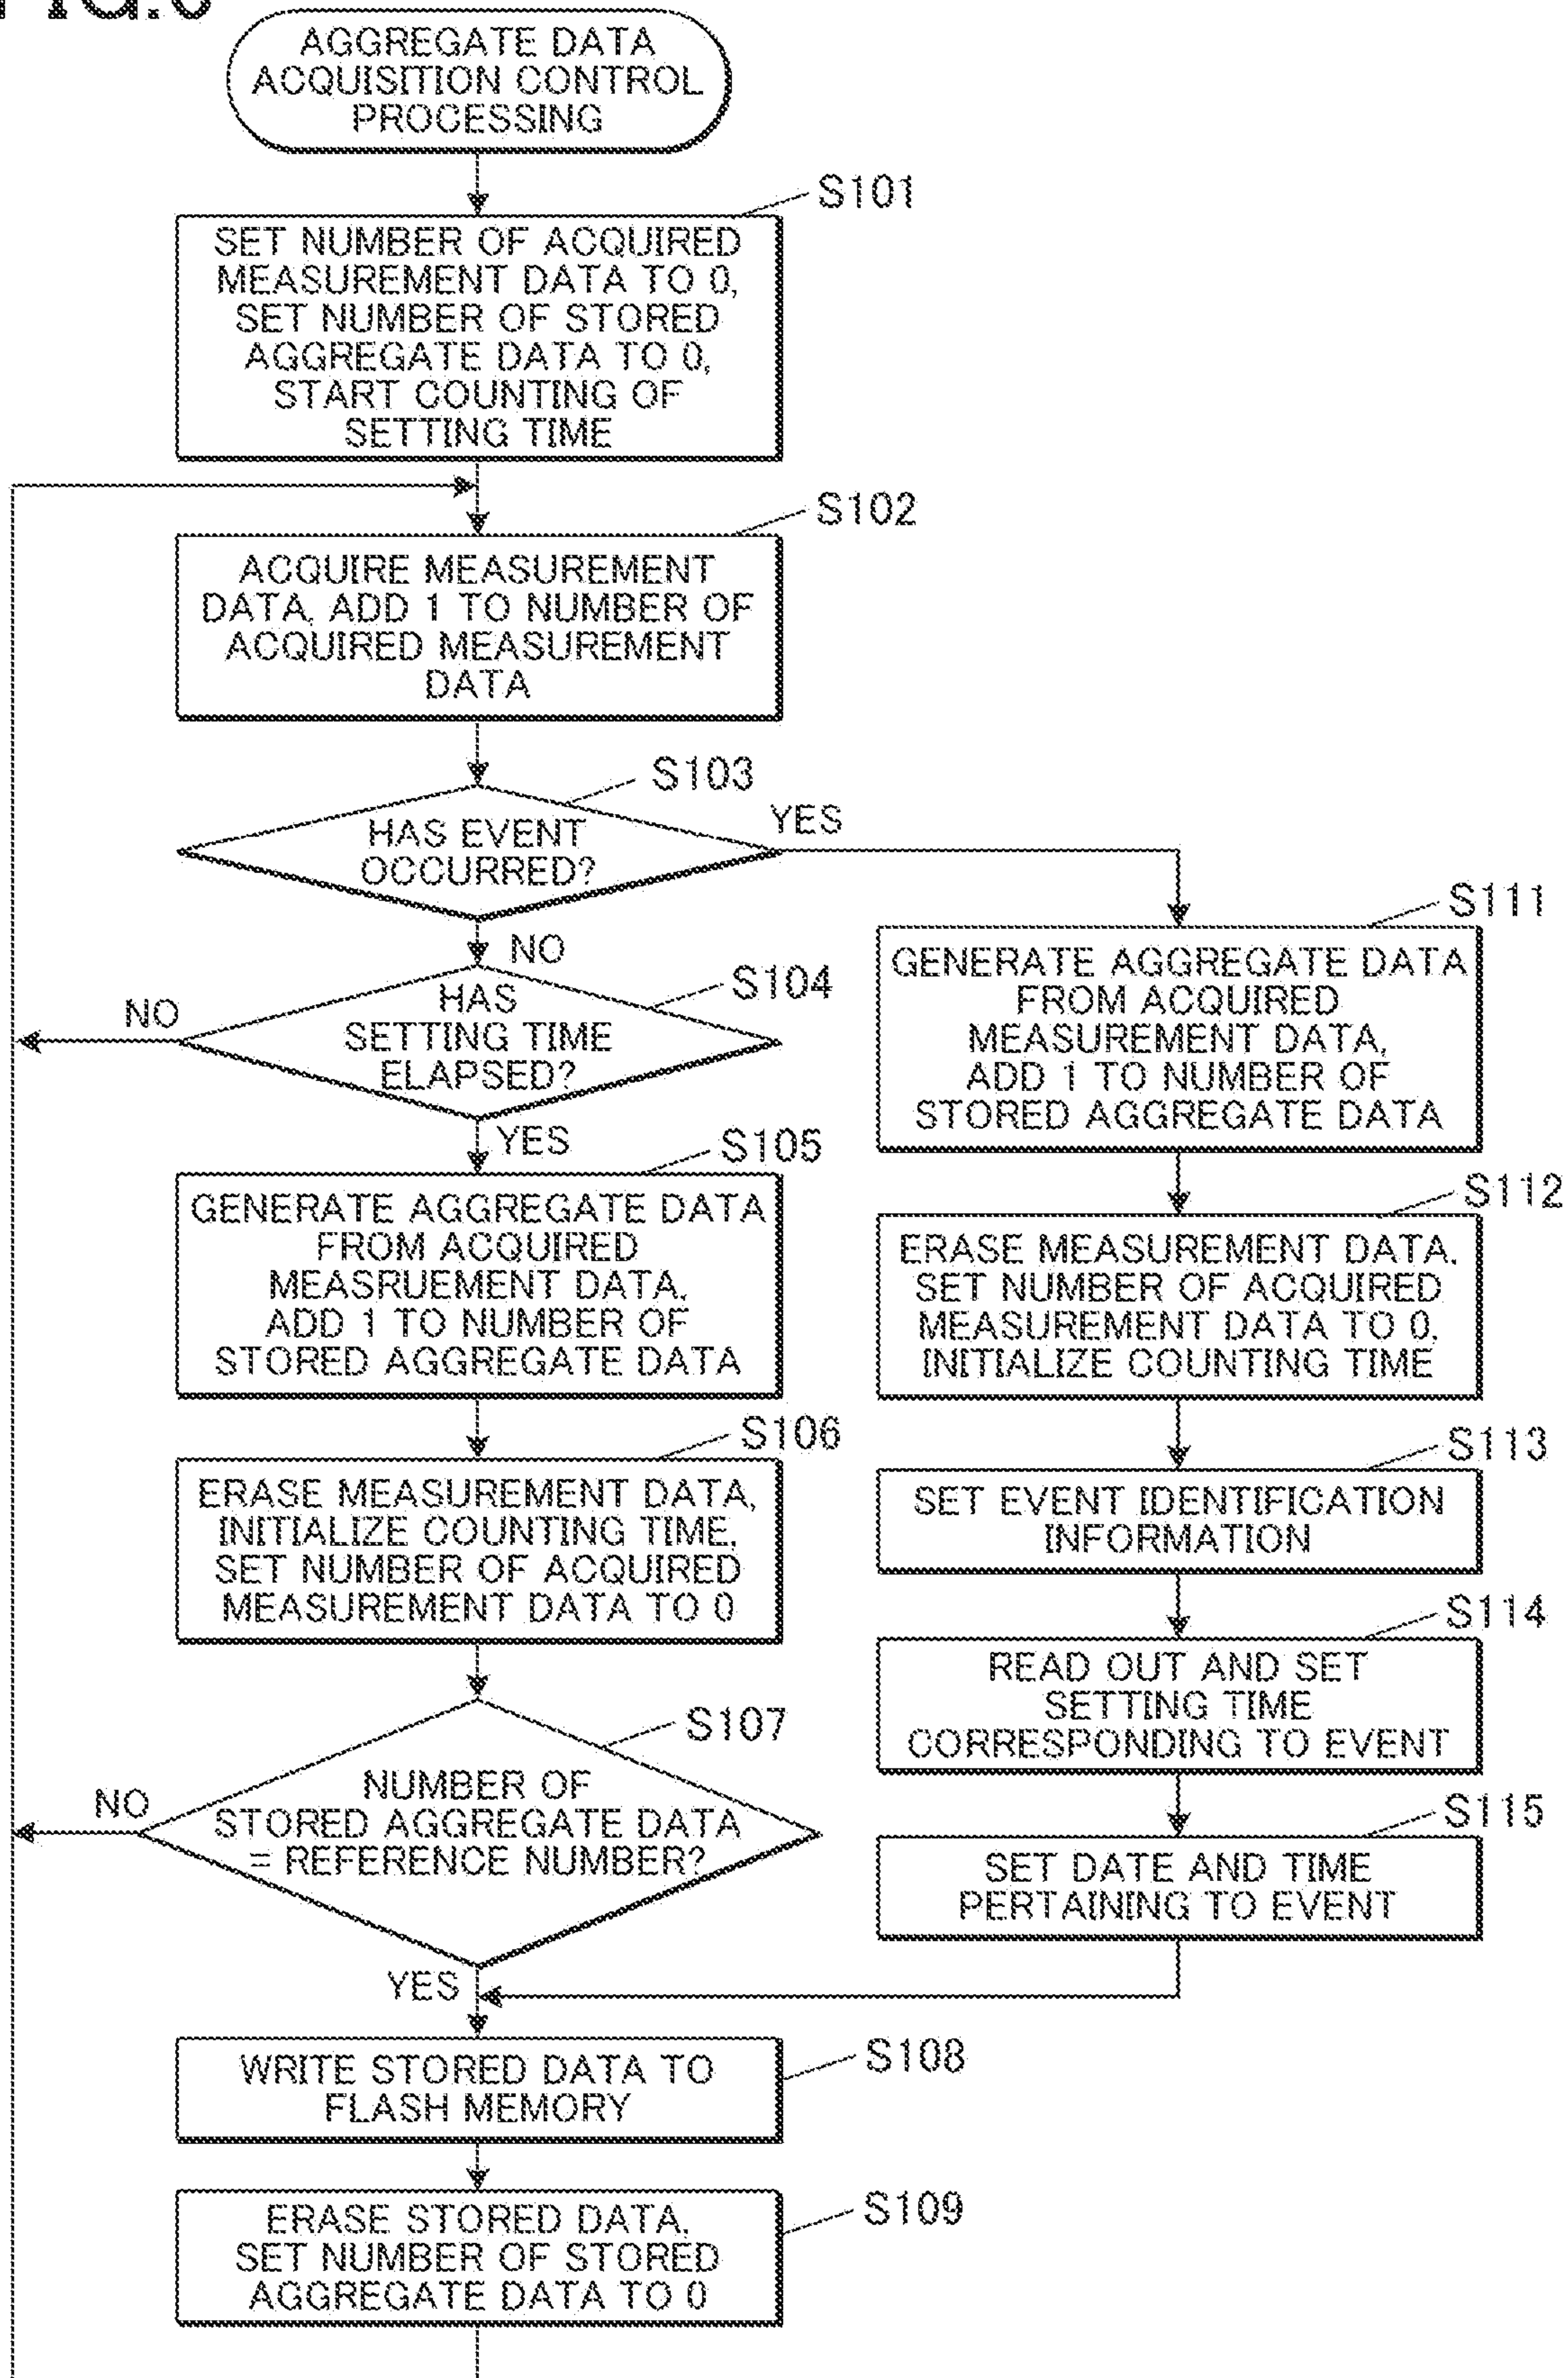 AGGREGATE DATA
ACQUISITION CONTROL
PROCESSING
S101
SET NUMBER OF ACQUIRED
MEASUREMENT DATA TO 0,
SET NUMBER OF STORED
AGGREGATE DATA TO 0,
START COUNTING OF
SETTING TIME
S102
ACQUIRE MEASUREMENT
DATA, ADD 1 TO NUMBER OF
ACQUIRED MEASUREMENT
DATA
S103
HAS EVENT
OCCURRED?
YES
NO
S104
HAS
SETTING TIME
ELAPSED?
NO
YES
S105
GENERATE AGGREGATE DATA
FROM ACQUIRED
MEASRUEMENT DATA,
ADD 1 TO NUMBER OF
STORED AGGREGATE DATA
S106
ERASE MEASUREMENT DATA,
INITIALIZE COUNTING TIME,
SET NUMBER OF ACQUIRED
MEASUREMENT DATA TO 0
S107
NUMBER OF
STORED AGGREGATE DATA
= REFERENCE NUMBER?
NO
YES
S111
GENERATE AGGREGATE DATA
FROM ACQUIRED
MEASUREMENT DATA,
ADD 1 TO NUMBER OF
STORED AGGREGATE DATA
S112
ERASE MEASUREMENT DATA,
SET NUMBER OF ACQUIRED
MEASUREMENT DATA TO 0,
INITIALIZE COUNTING TIME
S113
SET EVENT IDENTIFICATION
INFORMATION
S114
READ OUT AND SET
SETTING TIME
CORRESPONDING TO EVENT
S115
SET DATE AND TIME
PERTAINING TO EVENT
S108
WRITE STORED DATA TO
FLASH MEMORY
S109
ERASE STORED DATA,
SET NUMBER OF STORED
AGGREGATE DATA TO 0